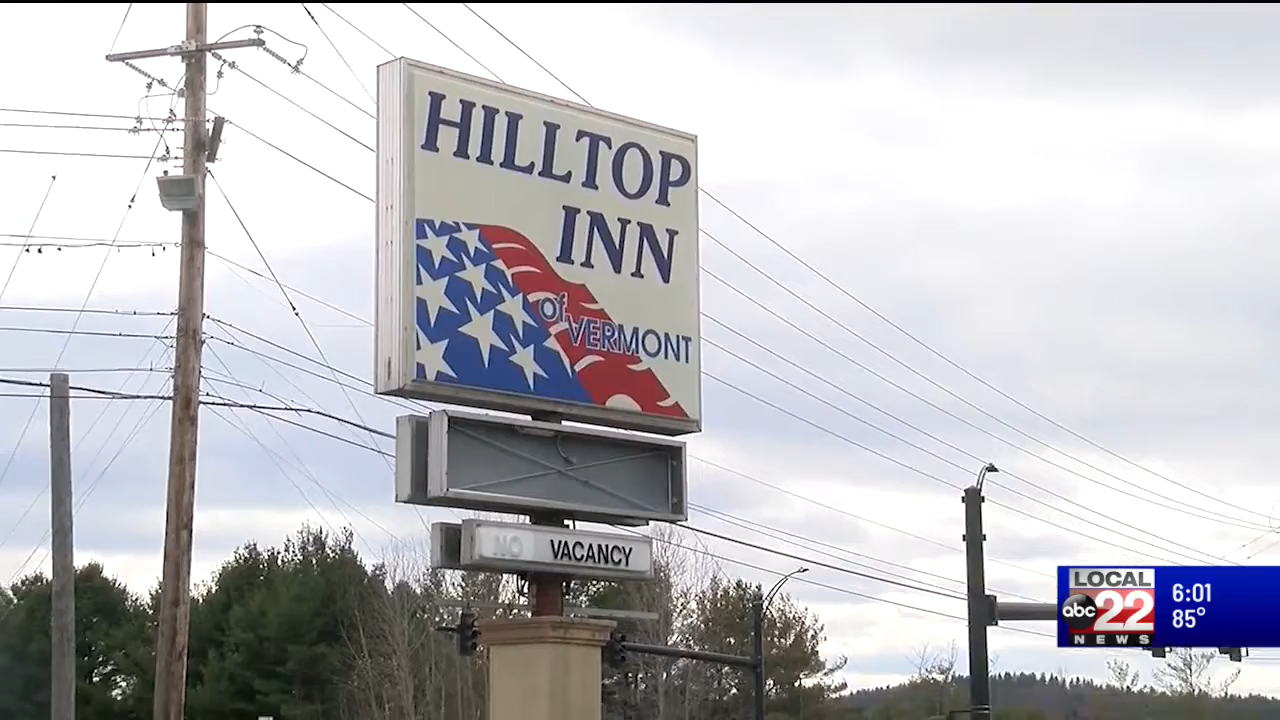 HILLTOP
INN
of VERMONT
NO VACANCY
LOCAL
abc 22
NEWS
6:01
85°